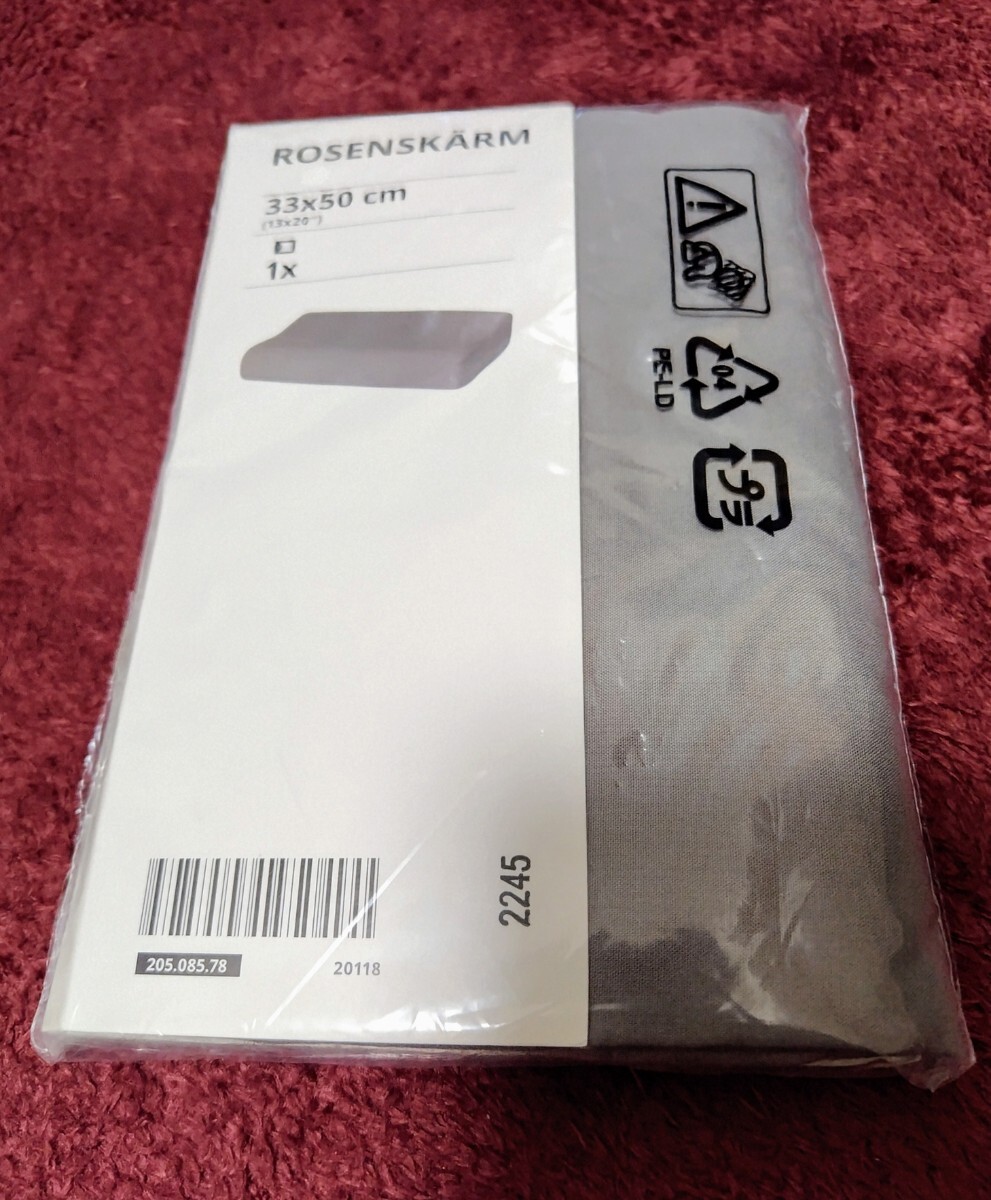 ROSENSKÄRM
33x50 cm
(13x20")
1x
205.085.78
20118
2245
04
PE-LD
プラ